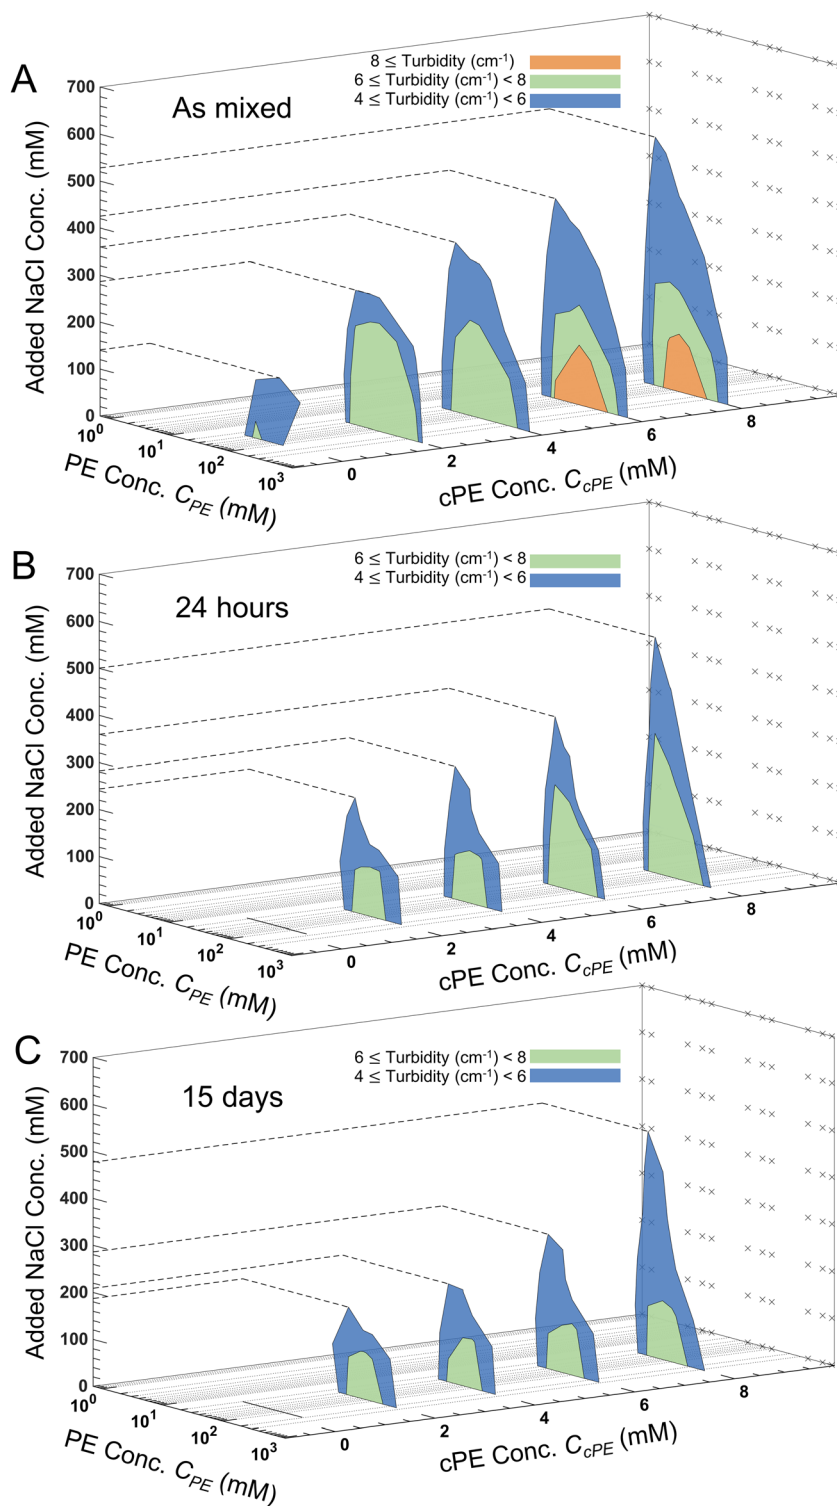 A
As mixed
8 ≤ Turbidity (cm⁻¹)
6 ≤ Turbidity (cm⁻¹) < 8
4 ≤ Turbidity (cm⁻¹) < 6
Added NaCl Conc. (mM)
700
600
500
400
300
200
100
0
10⁰
10¹
10²
10³
PE Conc. C_PE (mM)
0
2
4
6
8
cPE Conc. C_cPE (mM)
B
24 hours
6 ≤ Turbidity (cm⁻¹) < 8
4 ≤ Turbidity (cm⁻¹) < 6
Added NaCl Conc. (mM)
700
600
500
400
300
200
100
0
10⁰
10¹
10²
10³
PE Conc. C_PE (mM)
0
2
4
6
8
cPE Conc. C_cPE (mM)
C
15 days
6 ≤ Turbidity (cm⁻¹) < 8
4 ≤ Turbidity (cm⁻¹) < 6
Added NaCl Conc. (mM)
700
600
500
400
300
200
100
0
10⁰
10¹
10²
10³
PE Conc. C_PE (mM)
0
2
4
6
8
cPE Conc. C_cPE (mM)